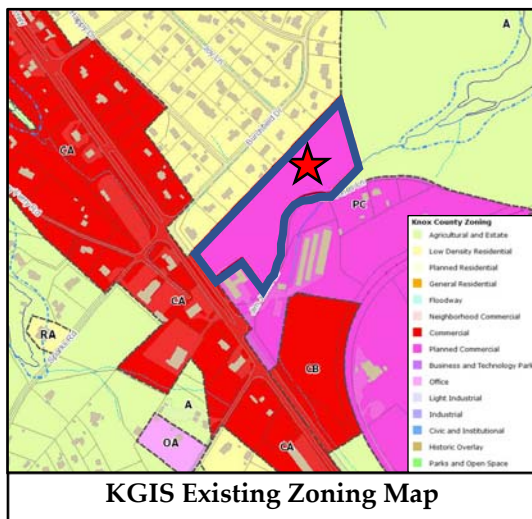 A
Burchfield Dr
CA
PC
CA
RA
CB
A
OA
CA
Knox County Zoning
Agricultural and Estate
Low Density Residential
Planned Residential
General Residential
Floodway
Neighborhood Commercial
Commercial
Planned Commercial
Business and Technology Park
Office
Light Industrial
Industrial
Civic and Institutional
Historic Overlay
Parks and Open Space
KGIS Existing Zoning Map